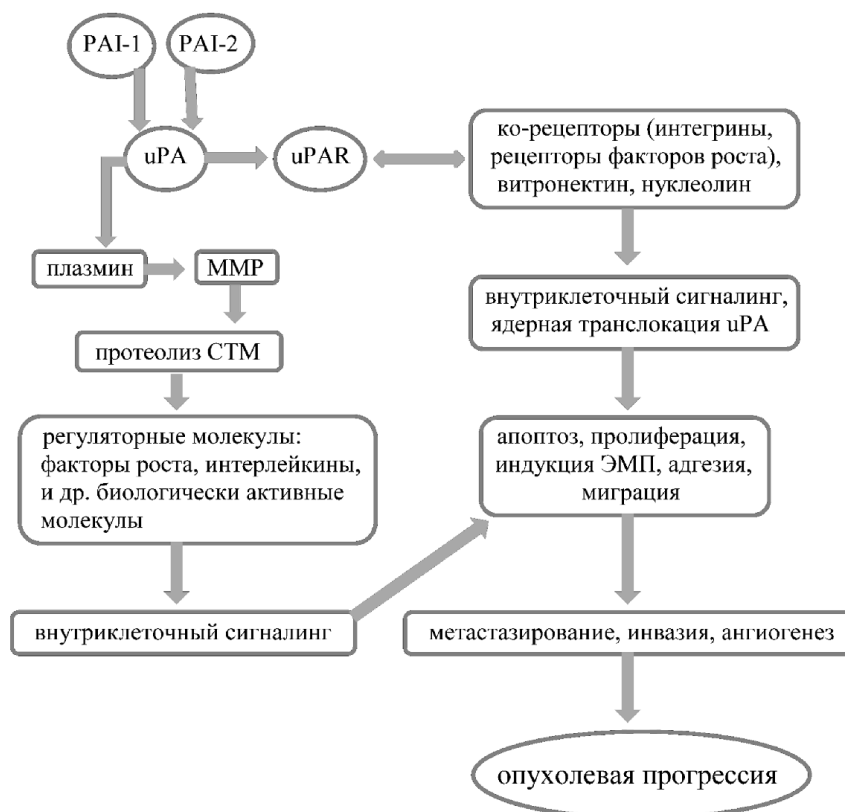 PAI-1
PAI-2
uPA
uPAR
ко-рецепторы (интегрины,
рецепторы факторов роста),
витронектин, нуклеолин
плазмин
MMP
внутриклеточный сигналинг,
ядерная транслокация uPA
протеолиз СТМ
регуляторные молекулы:
факторы роста, интерлейкины,
и др. биологически активные
молекулы
апоптоз, пролиферация,
индукция ЭМП, адгезия,
миграция
внутриклеточный сигналинг
метастазирование, инвазия, ангиогенез
опухолевая прогрессия